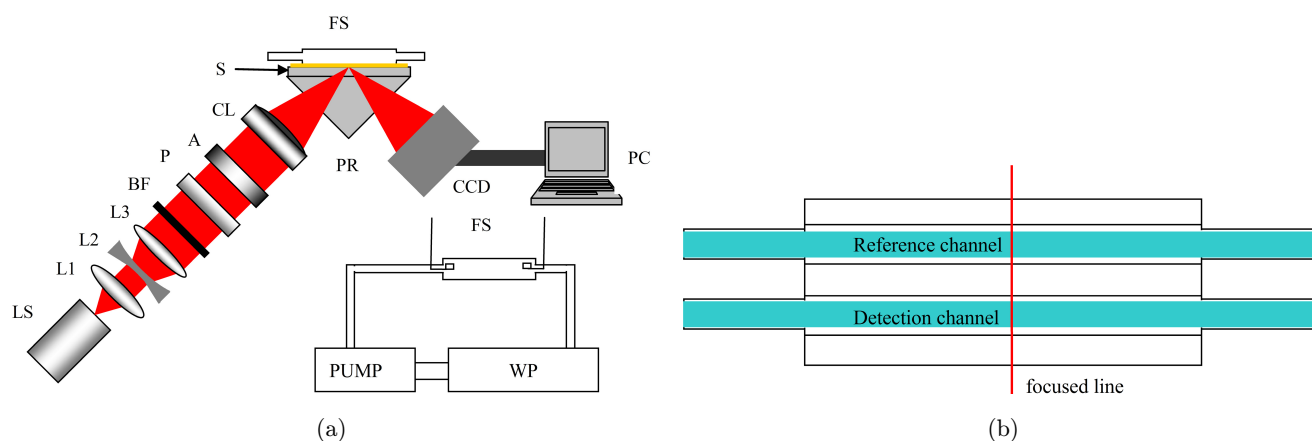 FS
S
CL
A
P
BF
L3
L2
L1
LS
PR
CCD
PC
FS
PUMP
WP
(a)
Reference channel
Detection channel
focused line
(b)